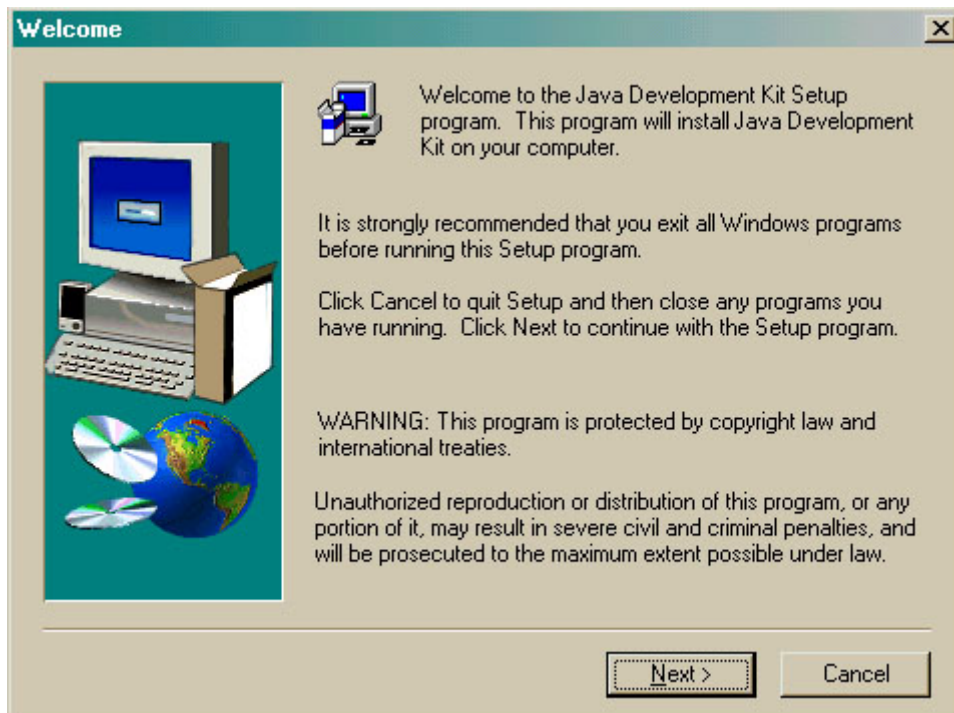 Welcome
Welcome to the Java Development Kit Setup
program. This program will install Java Development
Kit on your computer.
It is strongly recommended that you exit all Windows programs
before running this Setup program.
Click Cancel to quit Setup and then close any programs you
have running. Click Next to continue with the Setup program.
WARNING: This program is protected by copyright law and
international treaties.
Unauthorized reproduction or distribution of this program, or any
portion of it, may result in severe civil and criminal penalties, and
will be prosecuted to the maximum extent possible under law.
Next >
Cancel